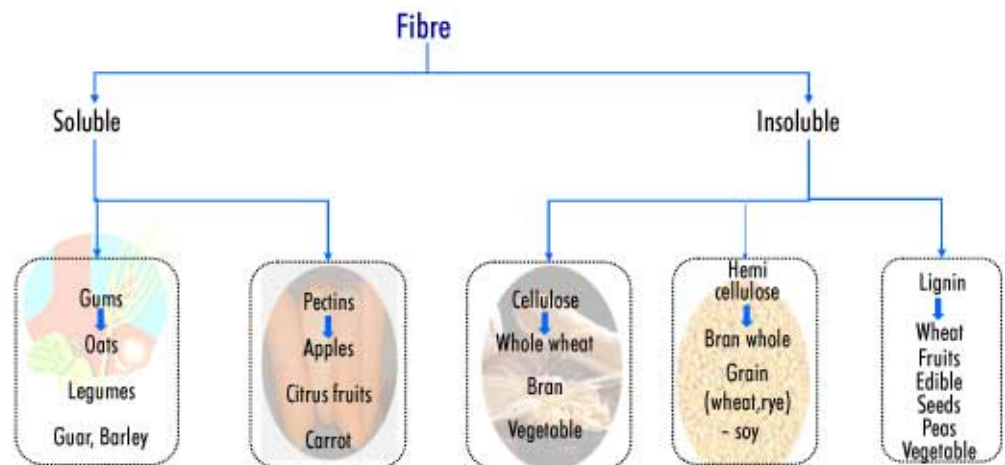 Fibre
Soluble
Insoluble
Gums
Oats
Legumes
Guar, Barley
Pectins
Apples
Citrus fruits
Carrot
Cellulose
Whole wheat
Bran
Vegetable
Hemi
cellulose
Bran whole
Grain
(wheat,rye)
– soy
Lignin
Wheat
Fruits
Edible
Seeds
Peas
Vegetable